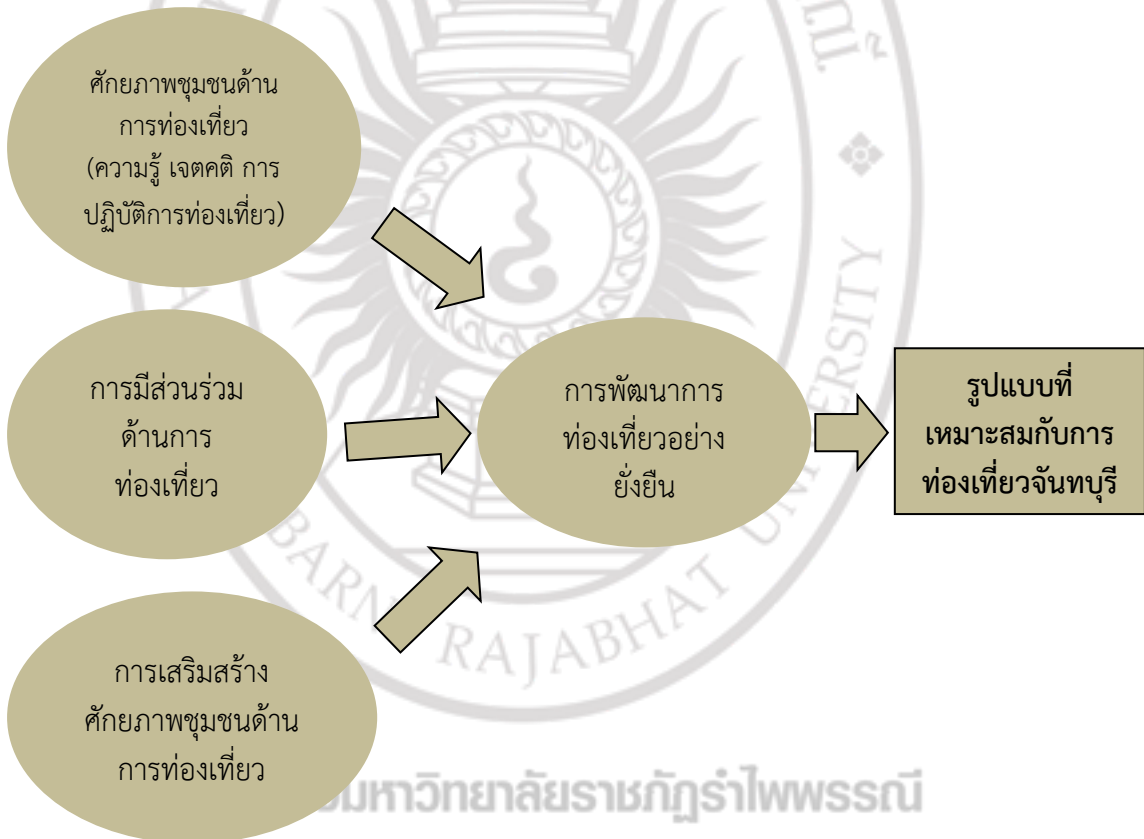 ศักยภาพชุมชนด้าน
การท่องเที่ยว
(ความรู้ เจตคติ การ
ปฏิบัติการท่องเที่ยว)
การมีส่วนร่วม
ด้านการ
ท่องเที่ยว
การเสริมสร้าง
ศักยภาพชุมชนด้าน
การท่องเที่ยว
การพัฒนาการ
ท่องเที่ยวอย่าง
ยั่งยืน
รูปแบบที่
เหมาะสมกับการ
ท่องเที่ยวจันทบุรี
RAJABHAT
มหาวิทยาลัยราชภัฏรำไพพรรณี